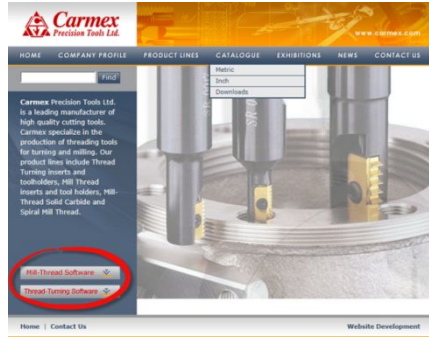 Carmex
Precision Tools Ltd.
www.carmex.com
HOME COMPANY PROFILE PRODUCT LINES CATALOGUE EXHIBITIONS NEWS CONTACT US
Metric
Inch
Downloads
Find
Carmex Precision Tools Ltd.
is a leading manufacturer of
high quality cutting tools.
Carmex specialize in the
production of threading tools
for turning and milling. Our
product lines include Thread
Turning inserts and
toolholders, Mill Thread
inserts and tool holders, Mill-
Thread Solid Carbide and
Spiral Mill Thread.
Mill-Thread Software
Thread-Turning Software
Home | Contact Us
Website Development